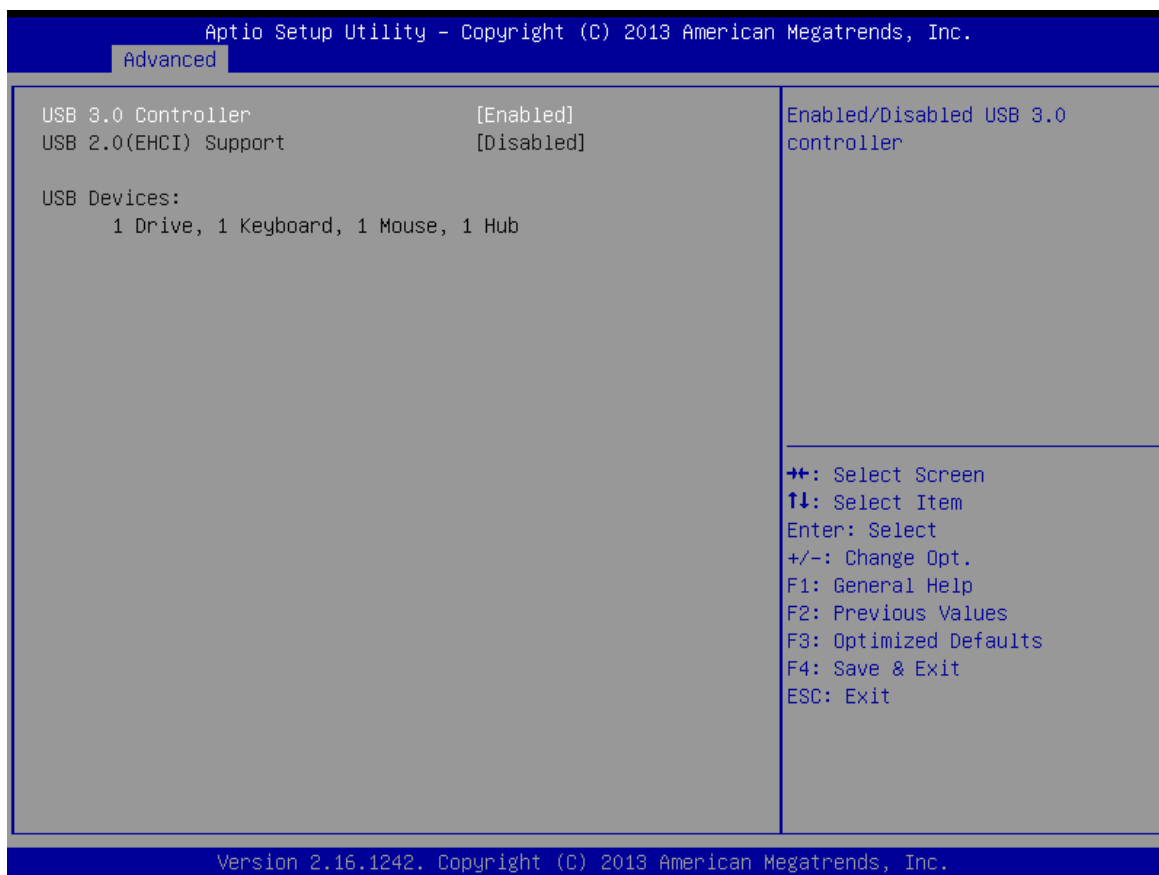 Aptio Setup Utility – Copyright (C) 2013 American Megatrends, Inc.
Advanced
USB 3.0 Controller [Enabled]
USB 2.0(EHCI) Support [Disabled]
USB Devices:
1 Drive, 1 Keyboard, 1 Mouse, 1 Hub
Enabled/Disabled USB 3.0
controller
→←: Select Screen
↑↓: Select Item
Enter: Select
+/-: Change Opt.
F1: General Help
F2: Previous Values
F3: Optimized Defaults
F4: Save & Exit
ESC: Exit
Version 2.16.1242. Copyright (C) 2013 American Megatrends, Inc.